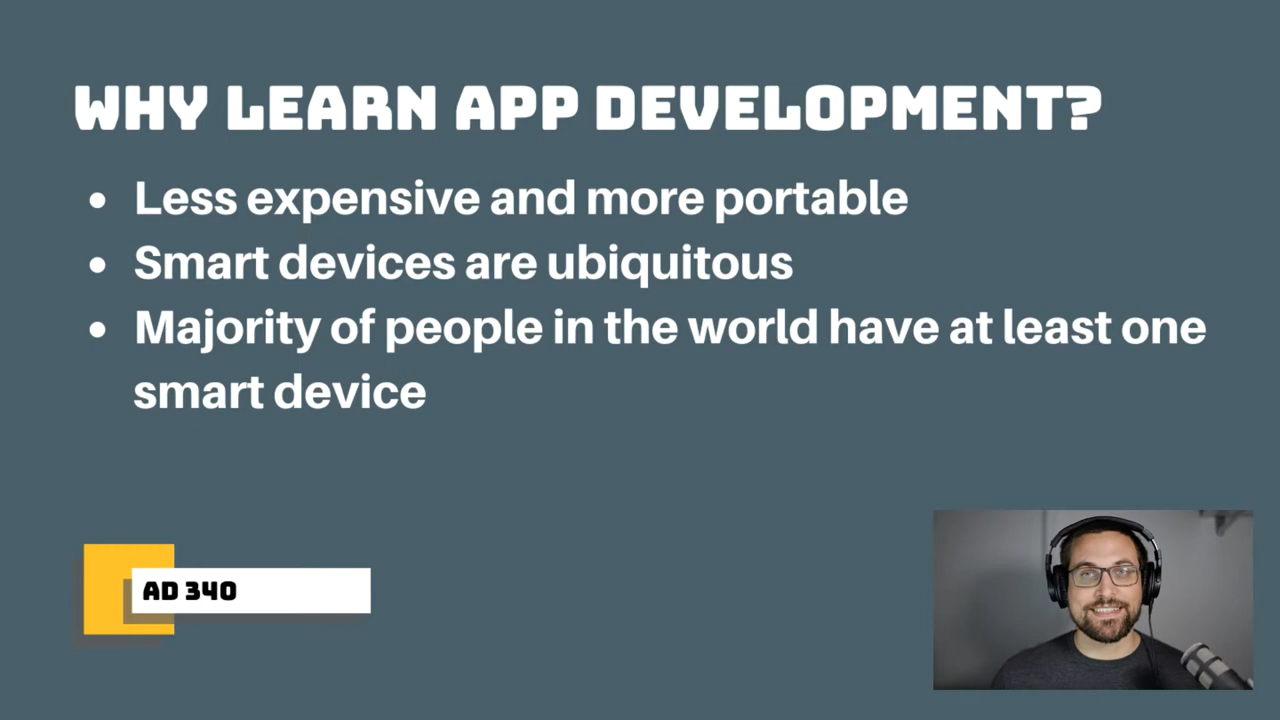 WHY LEARN APP DEVELOPMENT?
• Less expensive and more portable
• Smart devices are ubiquitous
• Majority of people in the world have at least one
smart device
AD 340